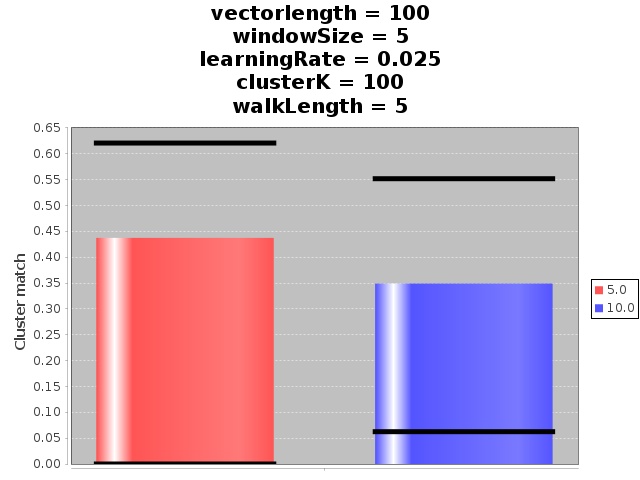 vectorlength = 100
windowSize = 5
learningRate = 0.025
clusterK = 100
walkLength = 5
0.65
0.60
0.55
0.50
0.45
0.40
0.35
0.30
0.25
0.20
0.15
0.10
0.05
0.00
Cluster match
5.0
10.0